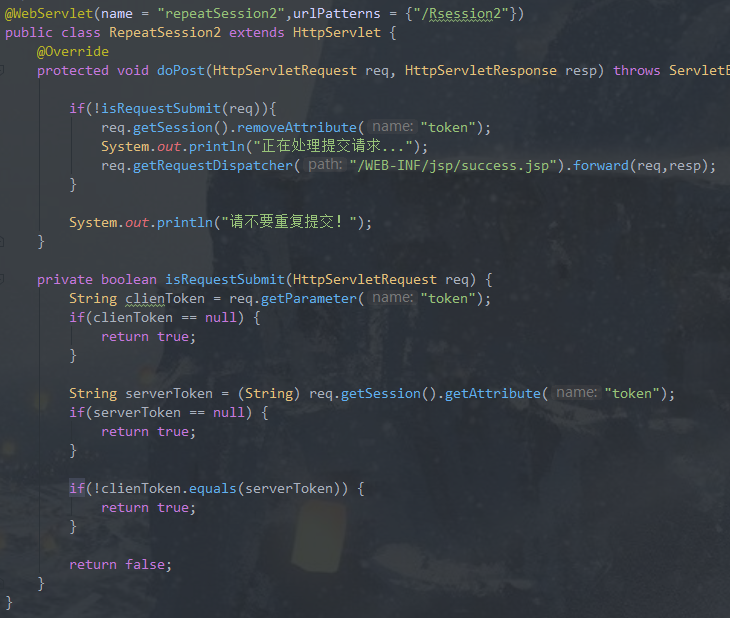 @WebServlet(name = "repeatSession2",urlPatterns = {"/Rsession2"})
public class RepeatSession2 extends HttpServlet {
@Override
protected void doPost(HttpServletRequest req, HttpServletResponse resp) throws ServletE
if(!isRequestSubmit(req)){
req.getSession().removeAttribute( name: "token");
System.out.println("正在处理提交请求...");
req.getRequestDispatcher( path: "/WEB-INF/jsp/success.jsp").forward(req,resp);
}
System.out.println("请不要重复提交！");
}
private boolean isRequestSubmit(HttpServletRequest req) {
String clienToken = req.getParameter( name: "token");
if(clienToken == null) {
return true;
}
String serverToken = (String) req.getSession().getAttribute( name: "token");
if(serverToken == null) {
return true;
}
if(!clienToken.equals(serverToken)) {
return true;
}
return false;
}
}